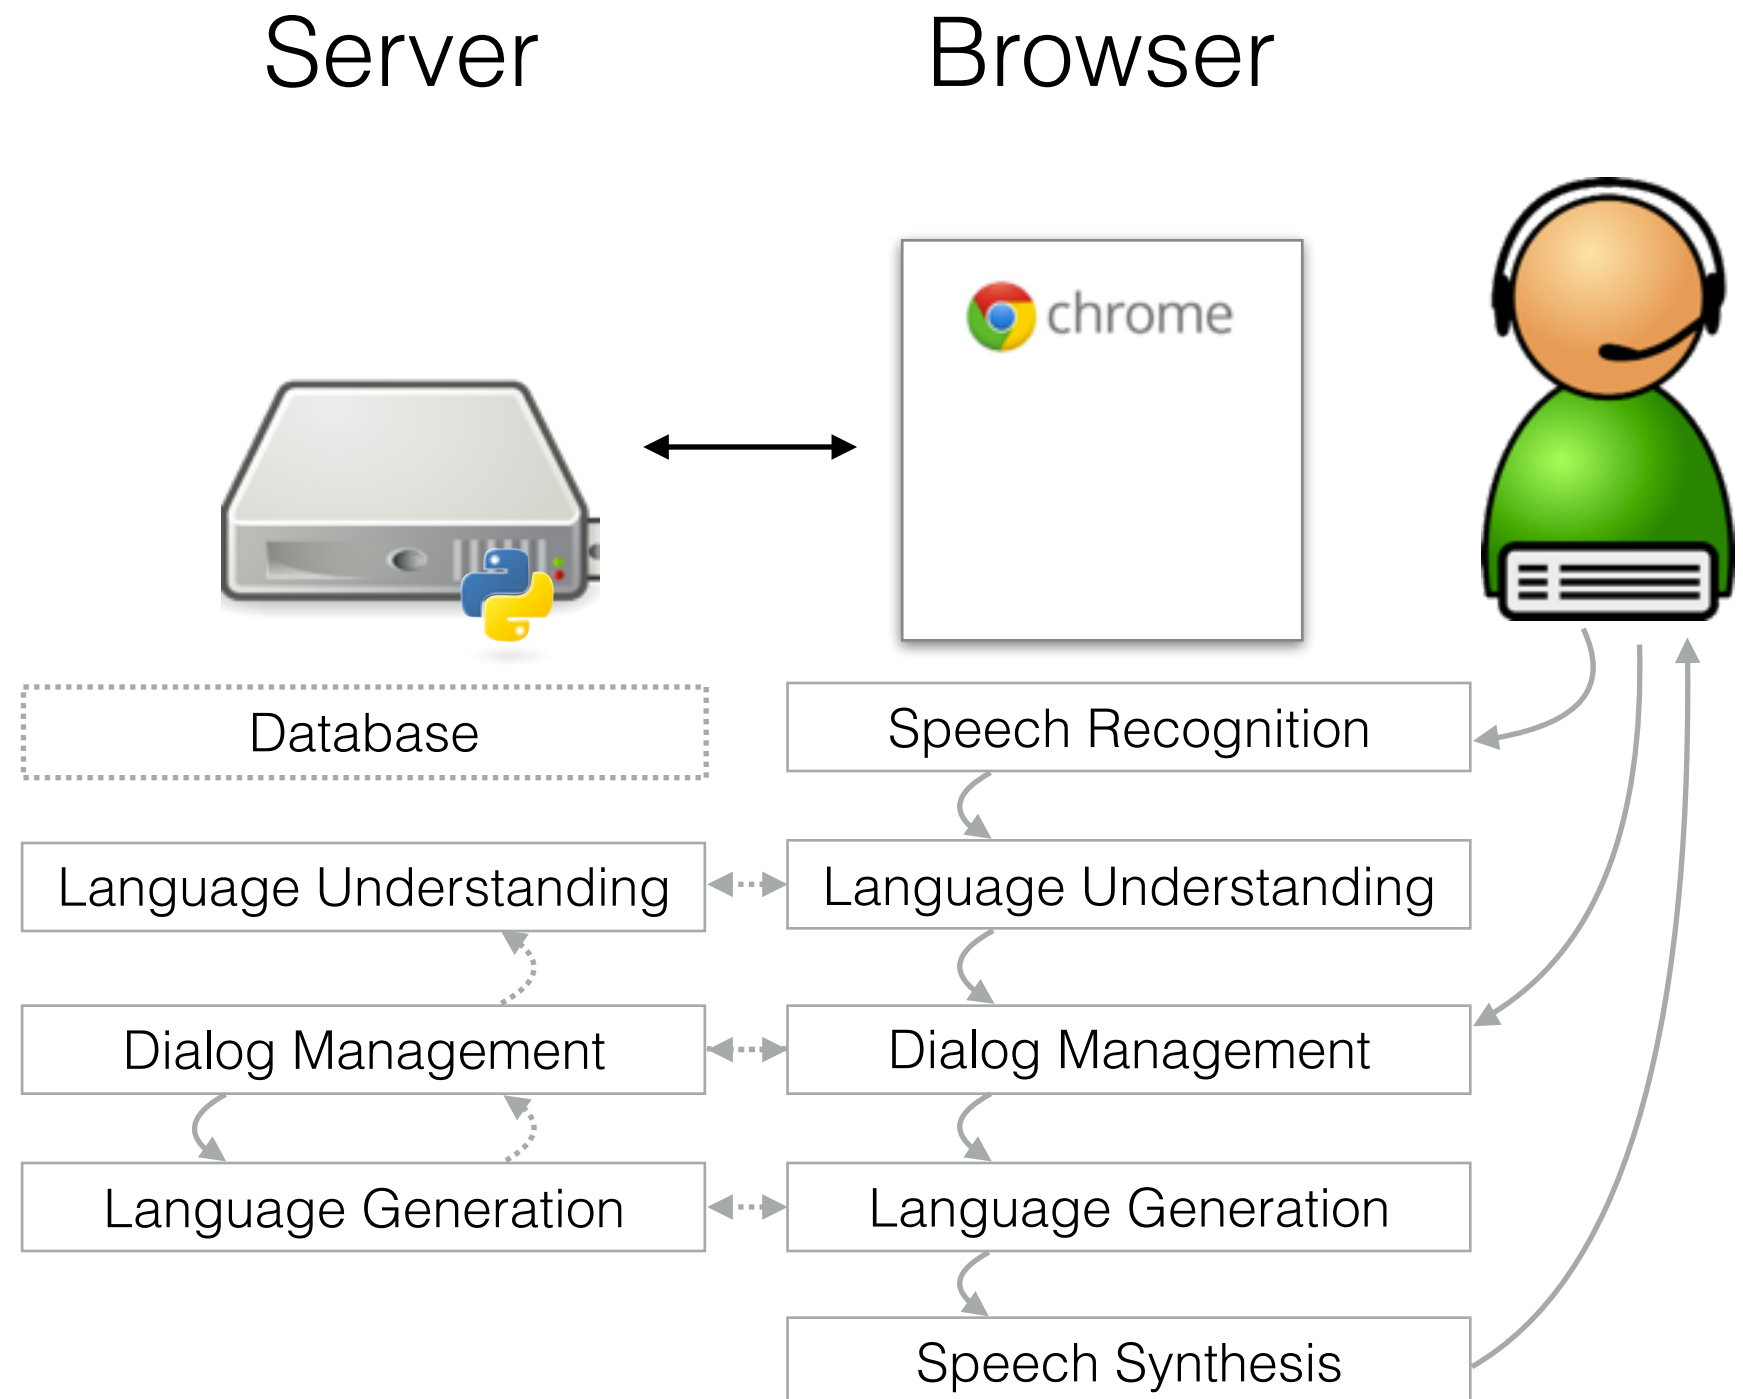 Server
Browser
chrome
Database
Speech Recognition
Language Understanding
Language Understanding
Dialog Management
Dialog Management
Language Generation
Language Generation
Speech Synthesis